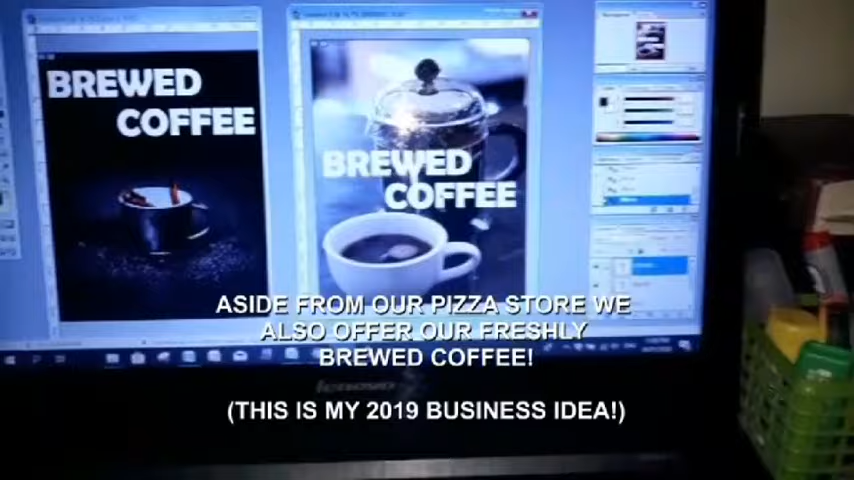 BREWED
COFFEE
BREWED
COFFEE
ASIDE FROM OUR PIZZA STORE WE
ALSO OFFER OUR FRESHLY
BREWED COFFEE!
lenovo
(THIS IS MY 2019 BUSINESS IDEA!)